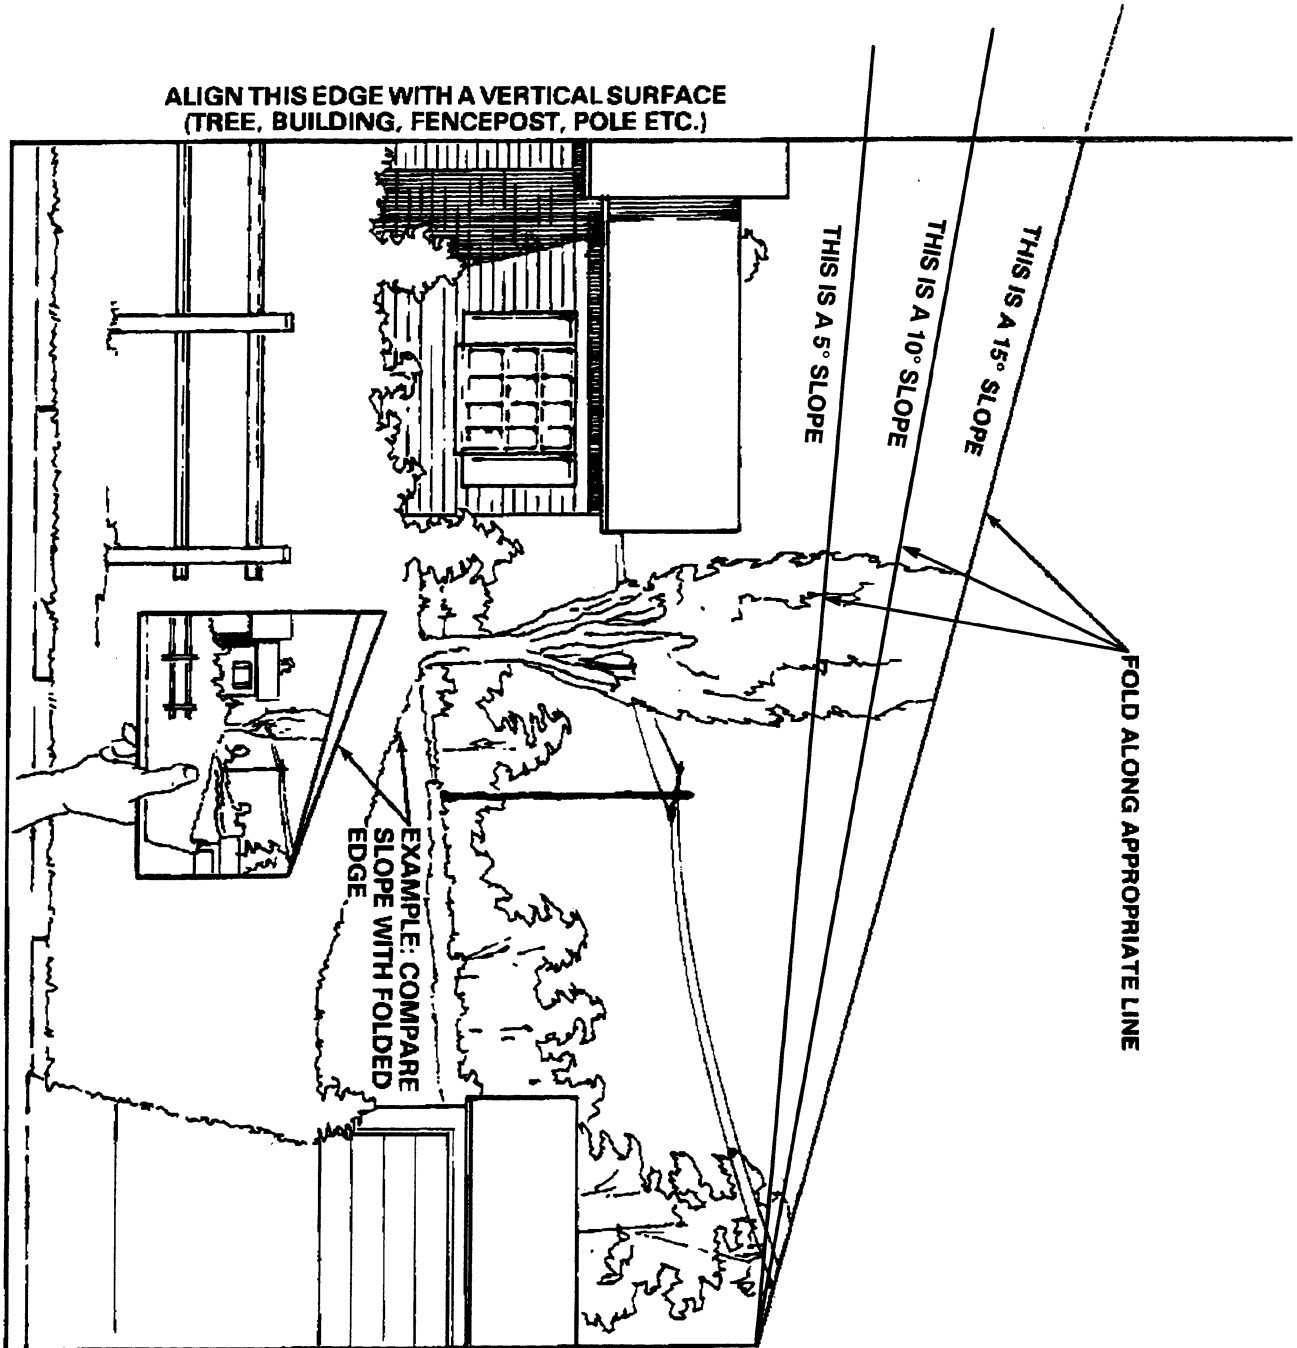 ALIGN THIS EDGE WITH A VERTICAL SURFACE
(TREE, BUILDING, FENCEPOST, POLE ETC.)
THIS IS A 5° SLOPE
THIS IS A 10° SLOPE
THIS IS A 15° SLOPE
FOLD ALONG APPROPRIATE LINE
EXAMPLE: COMPARE
SLOPE WITH FOLDED
EDGE